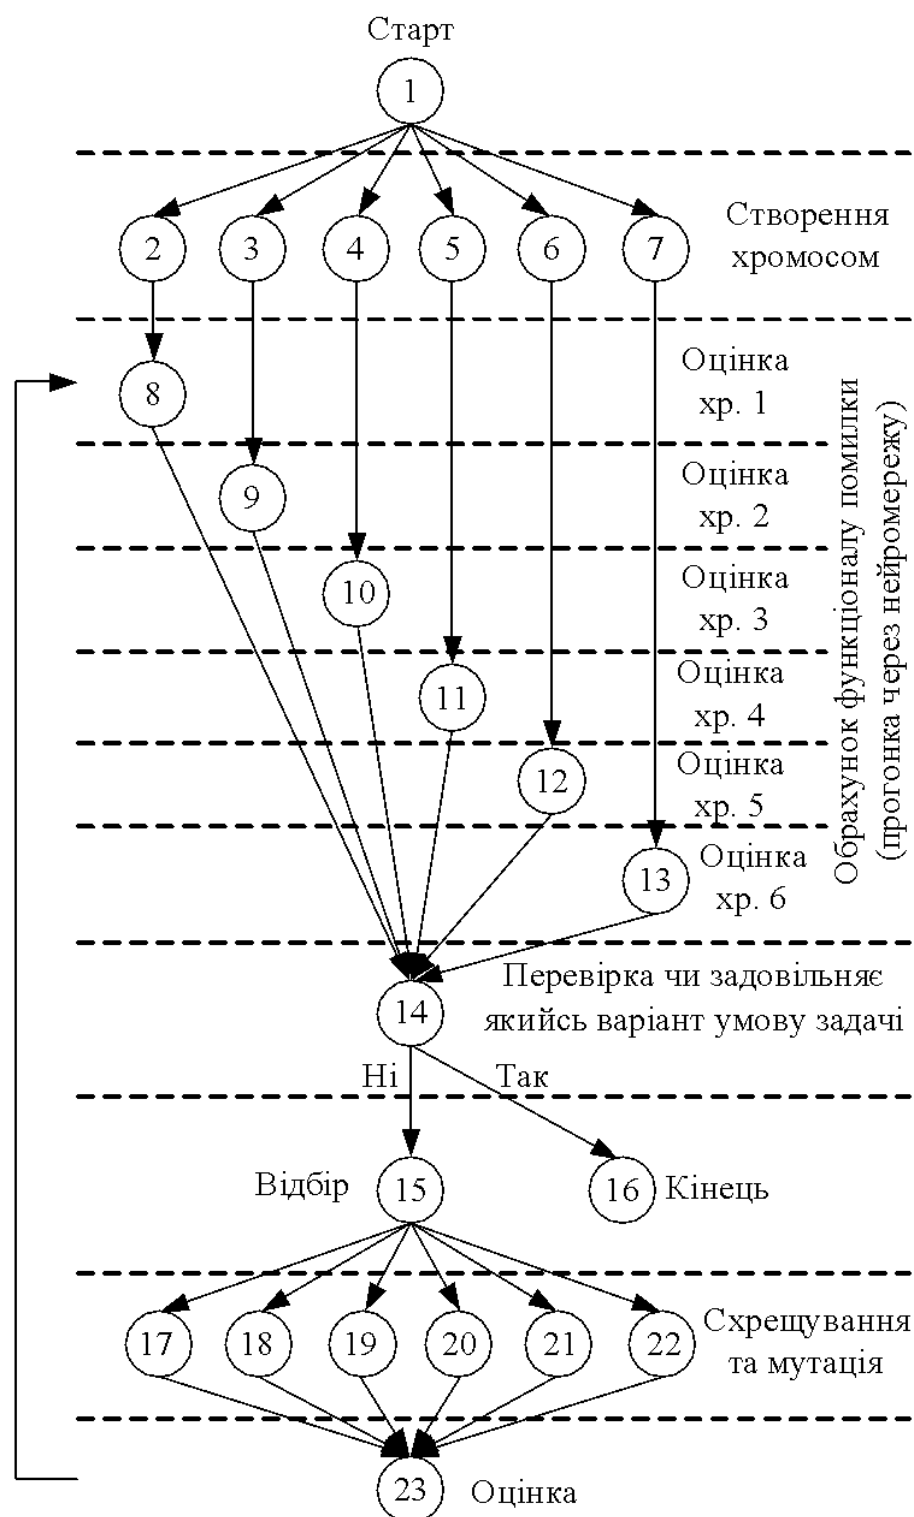 Старт
1
2 3 4 5 6 7
Створення
хромосом
8
Оцінка
хр. 1
9
Оцінка
хр. 2
10
Оцінка
хр. 3
11
Оцінка
хр. 4
12
Оцінка
хр. 5
13
Оцінка
хр. 6
Обрахунок функціоналу помилки
(прогонка через нейромережу)
14
Перевірка чи задовільняє
якийсь варіант умову задачі
Ні Так
Відбір 15 16 Кінець
17 18 19 20 21 22
Схрещування
та мутація
23 Оцінка